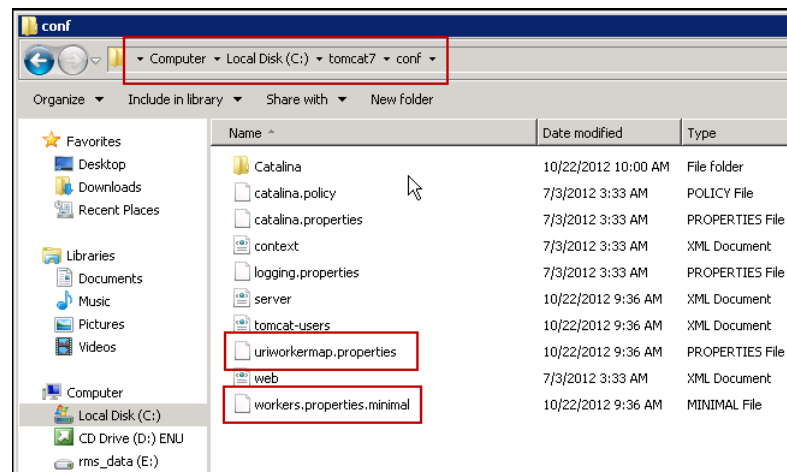 conf
Computer Local Disk (C:) tomcat7 conf
Organize Include in library Share with New folder
Favorites
Desktop
Downloads
Recent Places
Libraries
Documents
Music
Pictures
Videos
Computer
Local Disk (C:)
CD Drive (D:) ENU
rms_data (E:)
Name Date modified Type
Catalina 10/22/2012 10:00 AM File folder
catalina.policy 7/3/2012 3:33 AM POLICY File
catalina.properties 7/3/2012 3:33 AM PROPERTIES File
context 7/3/2012 3:33 AM XML Document
logging.properties 7/3/2012 3:33 AM PROPERTIES File
server 10/22/2012 9:36 AM XML Document
tomcat-users 10/22/2012 9:36 AM XML Document
uriworkermap.properties 10/22/2012 9:36 AM PROPERTIES File
web 7/3/2012 3:33 AM XML Document
workers.properties.minimal 10/22/2012 9:36 AM MINIMAL File